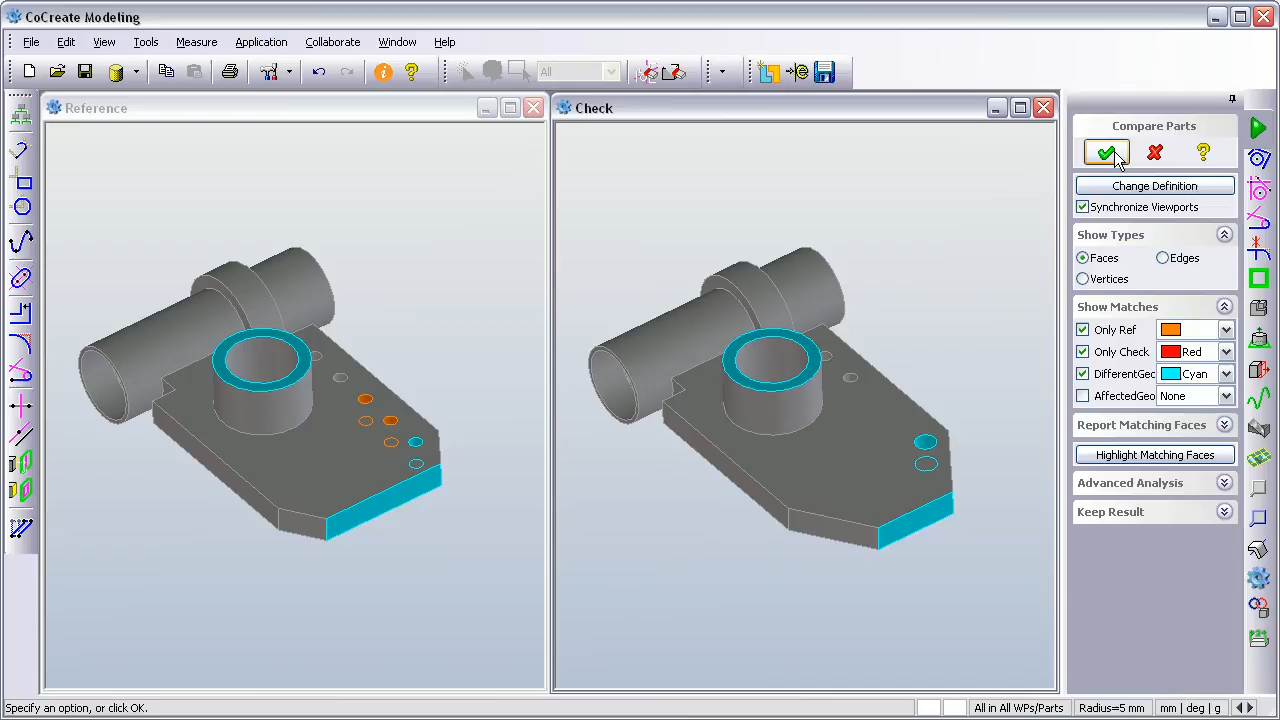 CoCreate Modeling
File Edit View Tools Measure Application Collaborate Window Help
All
Reference
Check
Compare Parts
Change Definition
Synchronize Viewports
Show Types
Faces Edges
Vertices
Show Matches
Only Ref
Only Check Red
DifferentGeo Cyan
AffectedGeo None
Report Matching Faces
Highlight Matching Faces
Advanced Analysis
Keep Result
Specify an option, or click OK.
All in All WPs/Parts Radius=5 mm mm | deg | g